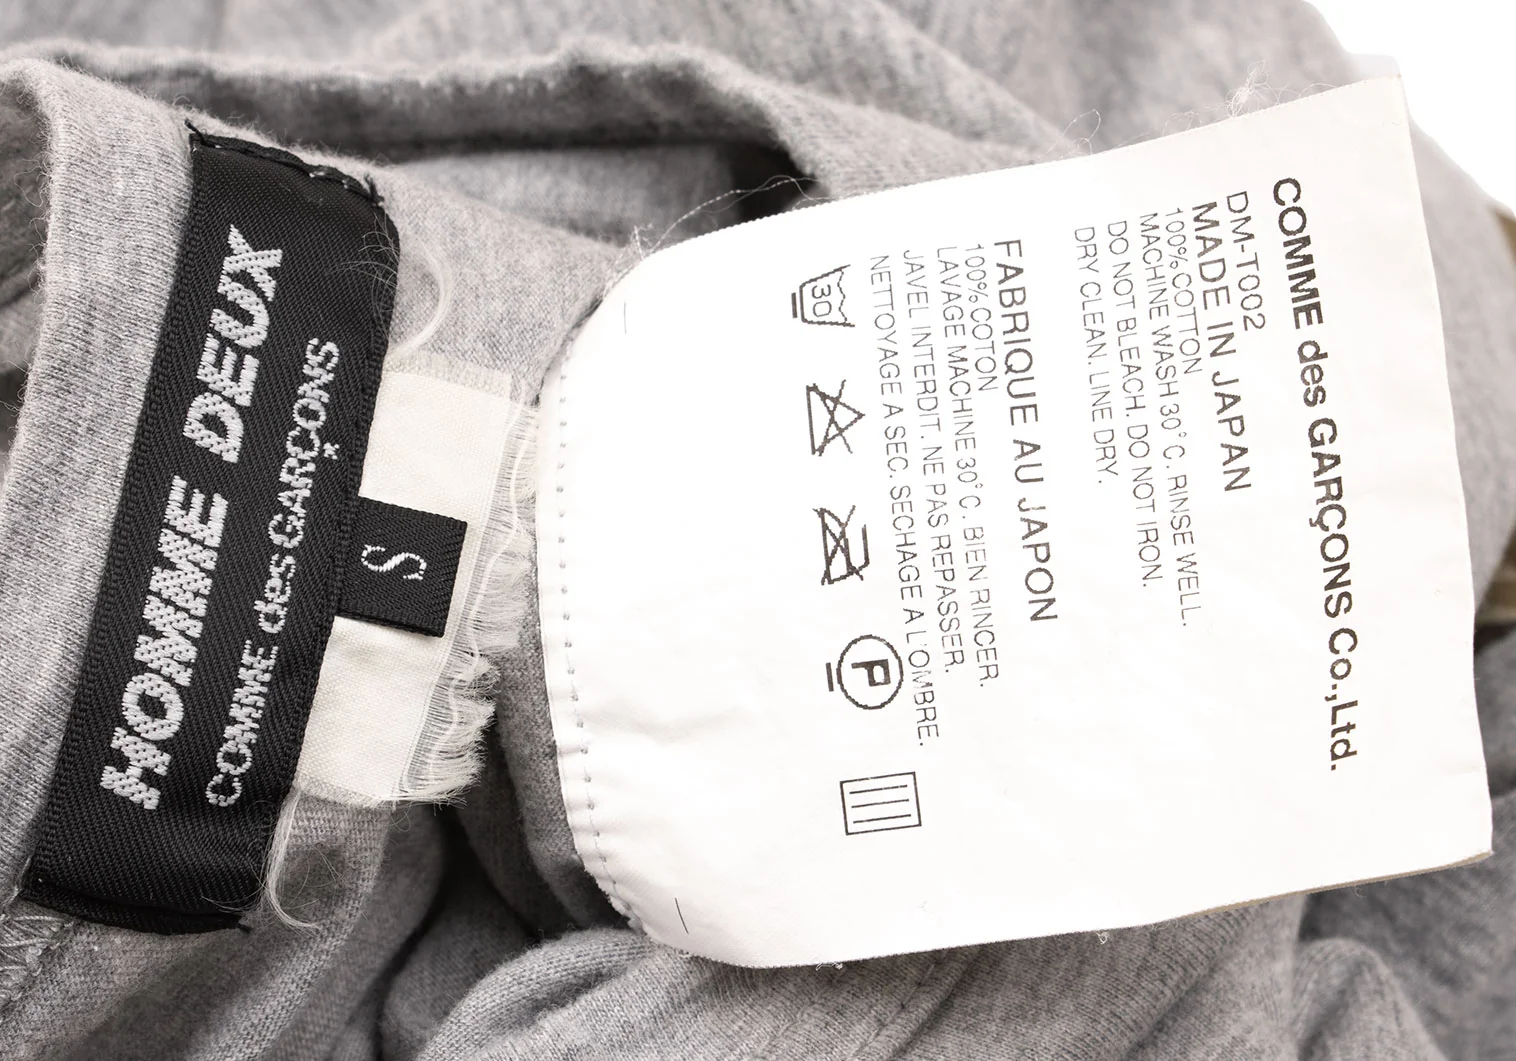 HOMME DEUX
COMME des GARÇONS
S
COMME des GARÇONS Co.,Ltd.
DM-T002
MADE IN JAPAN
100% COTTON
MACHINE WASH 30°C. RINSE WELL.
DO NOT BLEACH. DO NOT IRON.
DRY CLEAN. LINE DRY.
FABRIQUE AU JAPON
100% COTON
LAVAGE MACHINE 30°C. BIEN RINCER.
JAVEL INTERDIT. NE PAS REPASSER.
NETTOYAGE A SEC. SECHAGE A L'OMBRE.
30
P